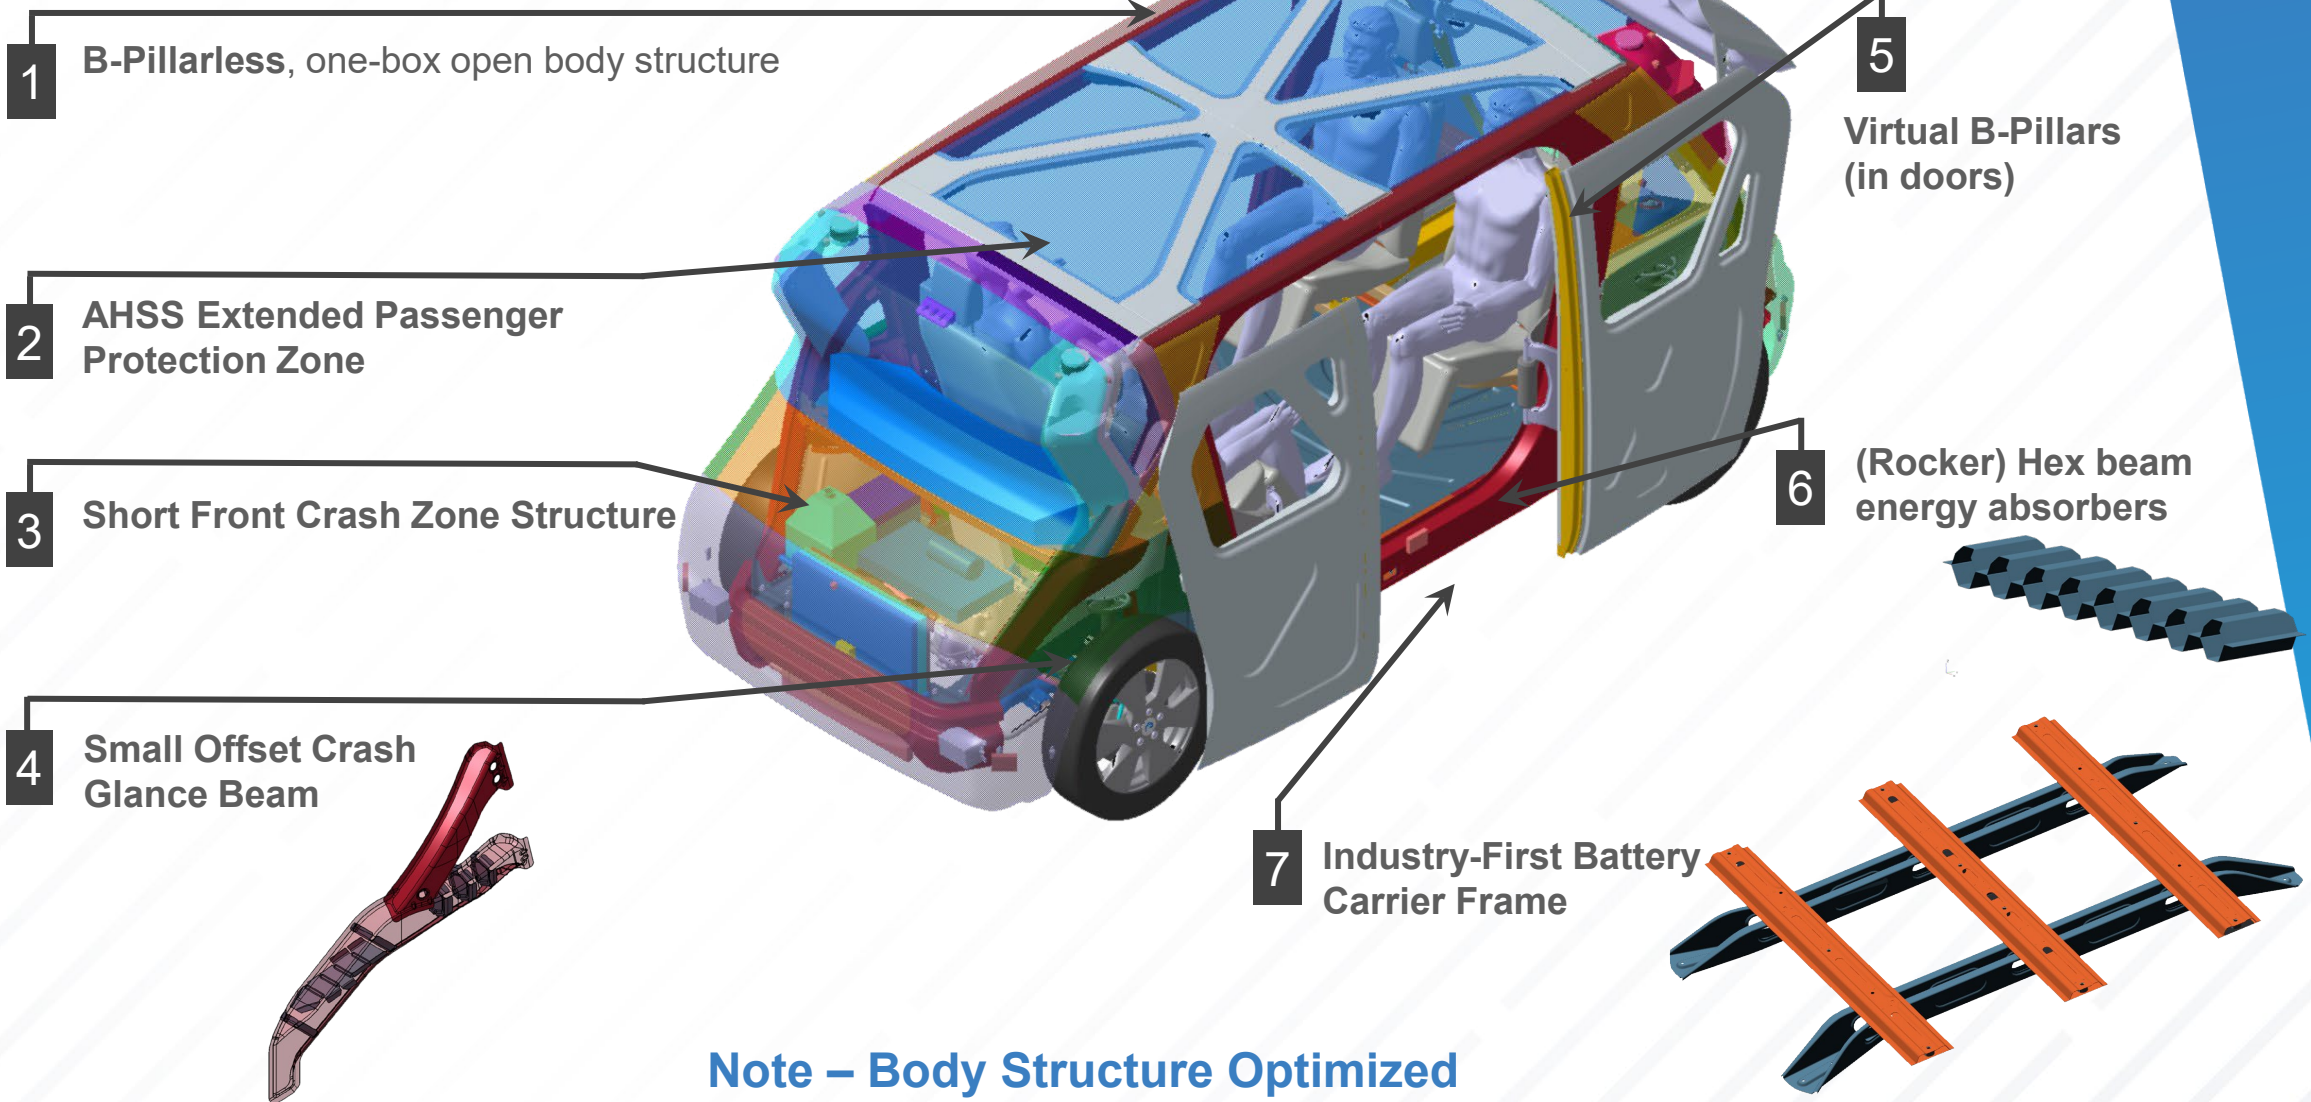 1
B-Pillarless, one-box open body structure
2
AHSS Extended Passenger
Protection Zone
3
Short Front Crash Zone Structure
4
Small Offset Crash
Glance Beam
5
Virtual B-Pillars
(in doors)
6
(Rocker) Hex beam
energy absorbers
7
Industry-First Battery
Carrier Frame
Note – Body Structure Optimized